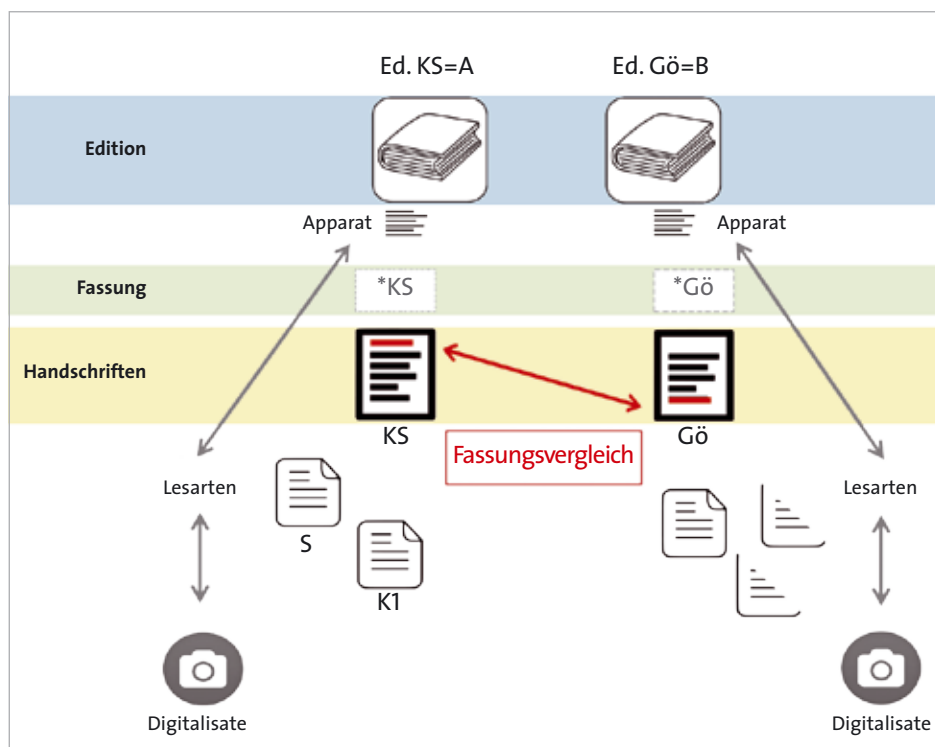 Ed. KS=A
Ed. Gö=B
Edition
Apparat
Apparat
Fassung
*KS
*Gö
Handschriften
KS
Gö
Fassungsvergleich
Lesarten
Lesarten
S
K1
Digitalisate
Digitalisate